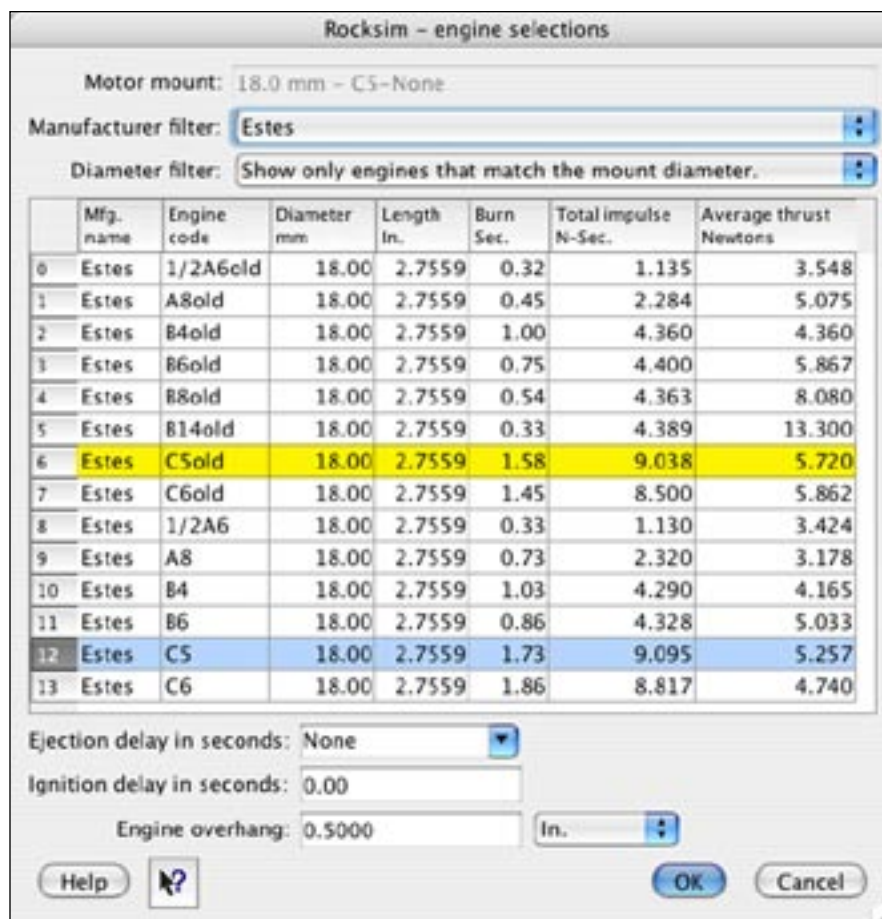 Rocksim – engine selections
Motor mount: 18.0 mm – C5–None
Manufacturer filter: Estes
Diameter filter: Show only engines that match the mount diameter.
Mfg. name Engine code Diameter mm Length In. Burn Sec. Total impulse N-Sec. Average thrust Newtons
0 Estes 1/2A6old 18.00 2.7559 0.32 1.135 3.548
1 Estes A8old 18.00 2.7559 0.45 2.284 5.075
2 Estes B4old 18.00 2.7559 1.00 4.360 4.360
3 Estes B6old 18.00 2.7559 0.75 4.400 5.867
4 Estes B8old 18.00 2.7559 0.54 4.363 8.080
5 Estes B14old 18.00 2.7559 0.33 4.389 13.300
6 Estes C5old 18.00 2.7559 1.58 9.038 5.720
7 Estes C6old 18.00 2.7559 1.45 8.500 5.862
8 Estes 1/2A6 18.00 2.7559 0.33 1.130 3.424
9 Estes A8 18.00 2.7559 0.73 2.320 3.178
10 Estes B4 18.00 2.7559 1.03 4.290 4.165
11 Estes B6 18.00 2.7559 0.86 4.328 5.033
12 Estes C5 18.00 2.7559 1.73 9.095 5.257
13 Estes C6 18.00 2.7559 1.86 8.817 4.740
Ejection delay in seconds: None
Ignition delay in seconds: 0.00
Engine overhang: 0.5000 In.
Help ? OK Cancel